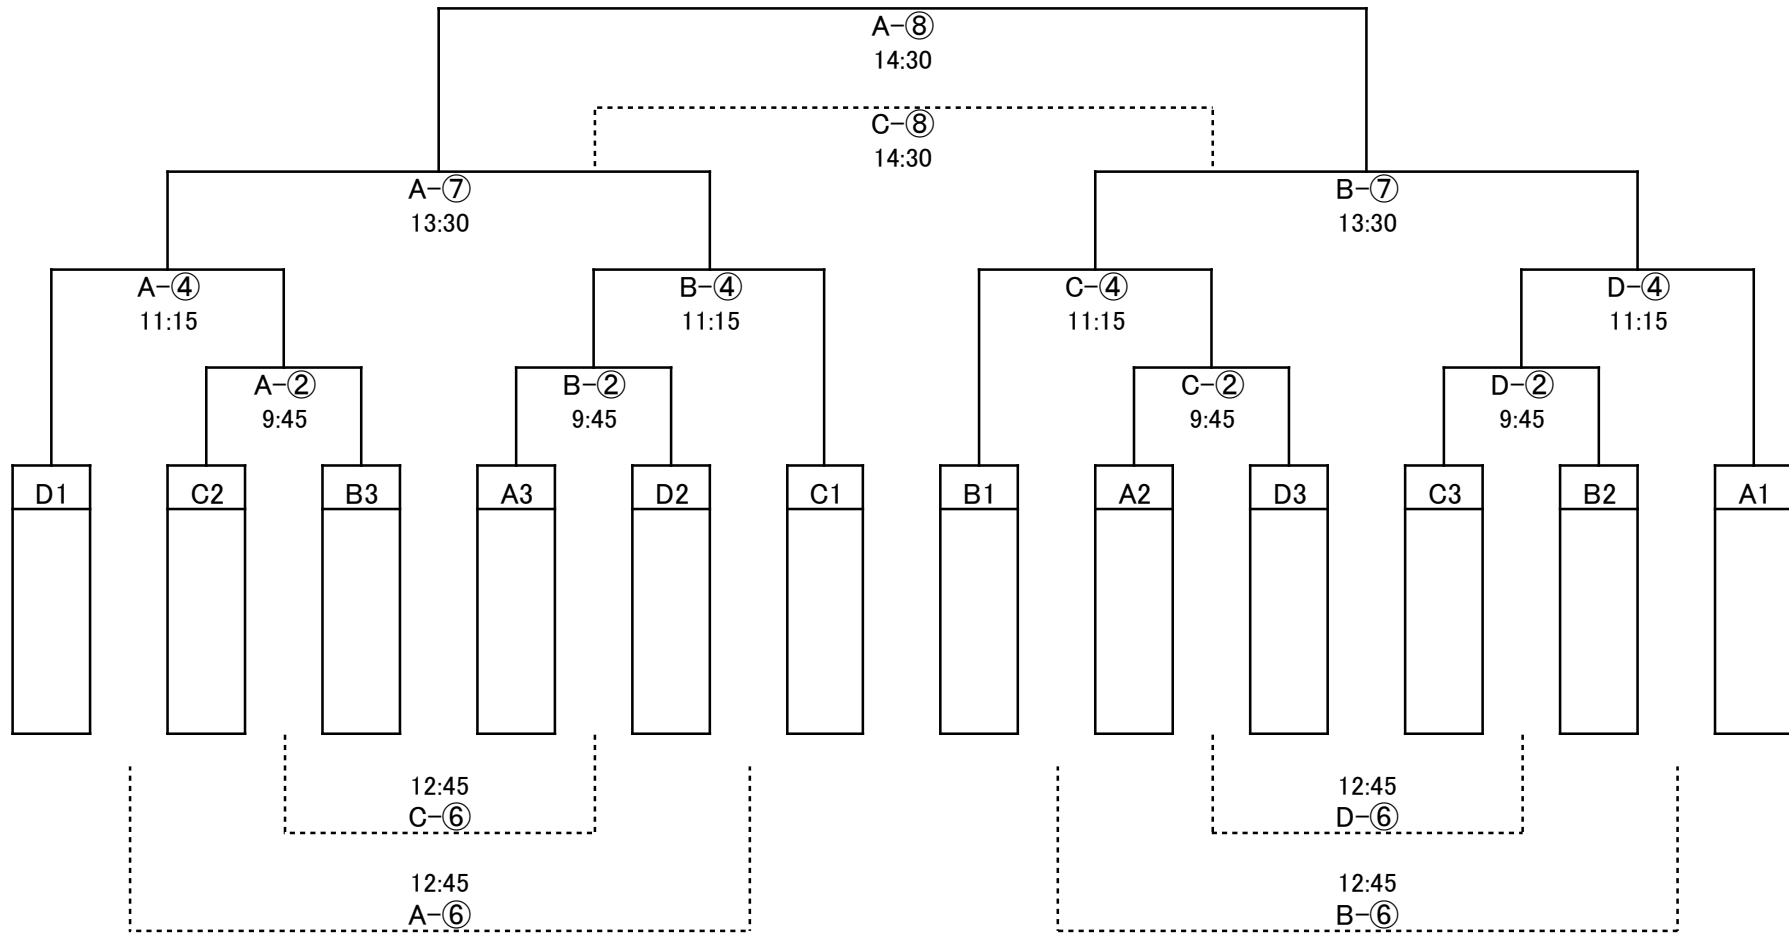 A-⑧
14:30
C-⑧
14:30
A-⑦
13:30
B-⑦
13:30
A-④
11:15
B-④
11:15
C-④
11:15
D-④
11:15
A-②
9:45
B-②
9:45
C-②
9:45
D-②
9:45
D1
C2
B3
A3
D2
C1
B1
A2
D3
C3
B2
A1
12:45
C-⑥
12:45
D-⑥
12:45
A-⑥
12:45
B-⑥